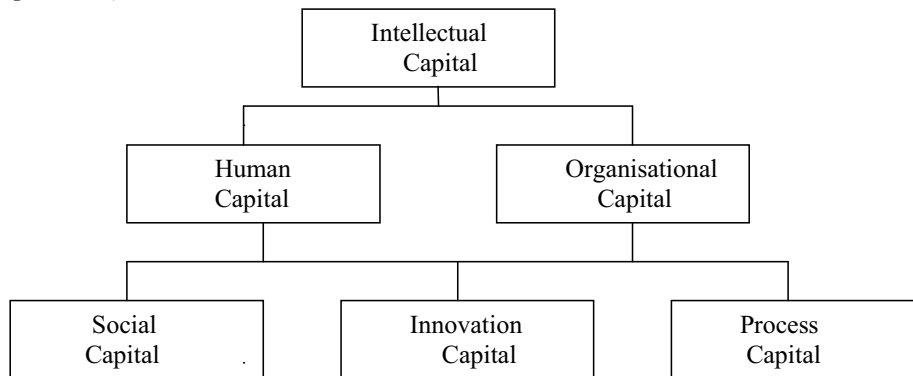 Intellectual
Capital
Human
Capital
Organisational
Capital
Social
Capital
Innovation
Capital
Process
Capital